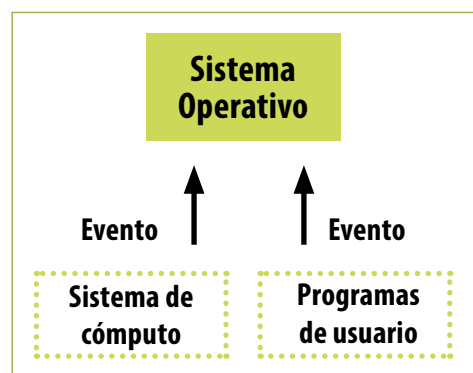 Sistema
Operativo
Evento
Evento
Sistema de
cómputo
Programas
de usuario